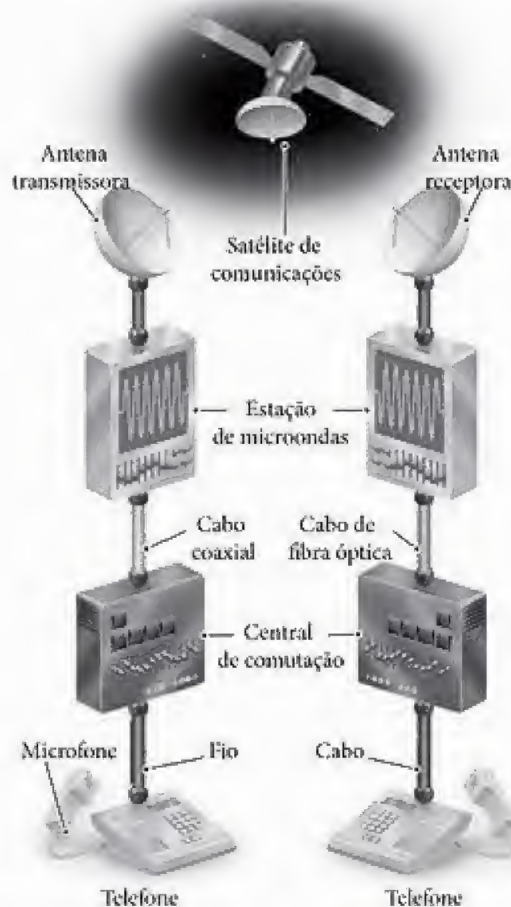 Antena
transmissora
Antena
receptora
Satélite de
comunicações
Estação
de microondas
Cabo
coaxial
Cabo de
fibra óptica
Central
de comutação
Microfone
Fio
Cabo
Telefone
Telefone